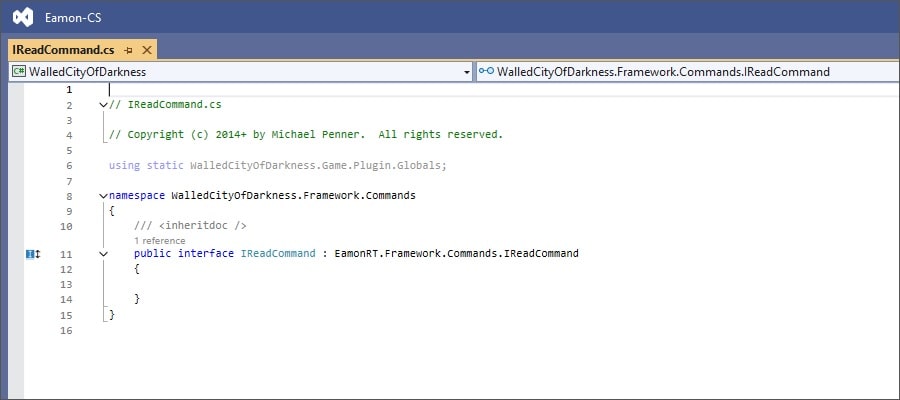 Eamon-CS
IReadCommand.cs
C# WalledCityOfDarkness
WalledCityOfDarkness.Framework.Commands.IReadCommand
1
2 // IReadCommand.cs
3
4 // Copyright (c) 2014+ by Michael Penner.  All rights reserved.
5
6 using static WalledCityOfDarkness.Game.Plugin.Globals;
7
8 namespace WalledCityOfDarkness.Framework.Commands
9 {
10 /// <inheritdoc />
1 reference
11 public interface IReadCommand : EamonRT.Framework.Commands.IReadCommand
12 {
13
14 }
15 }
16